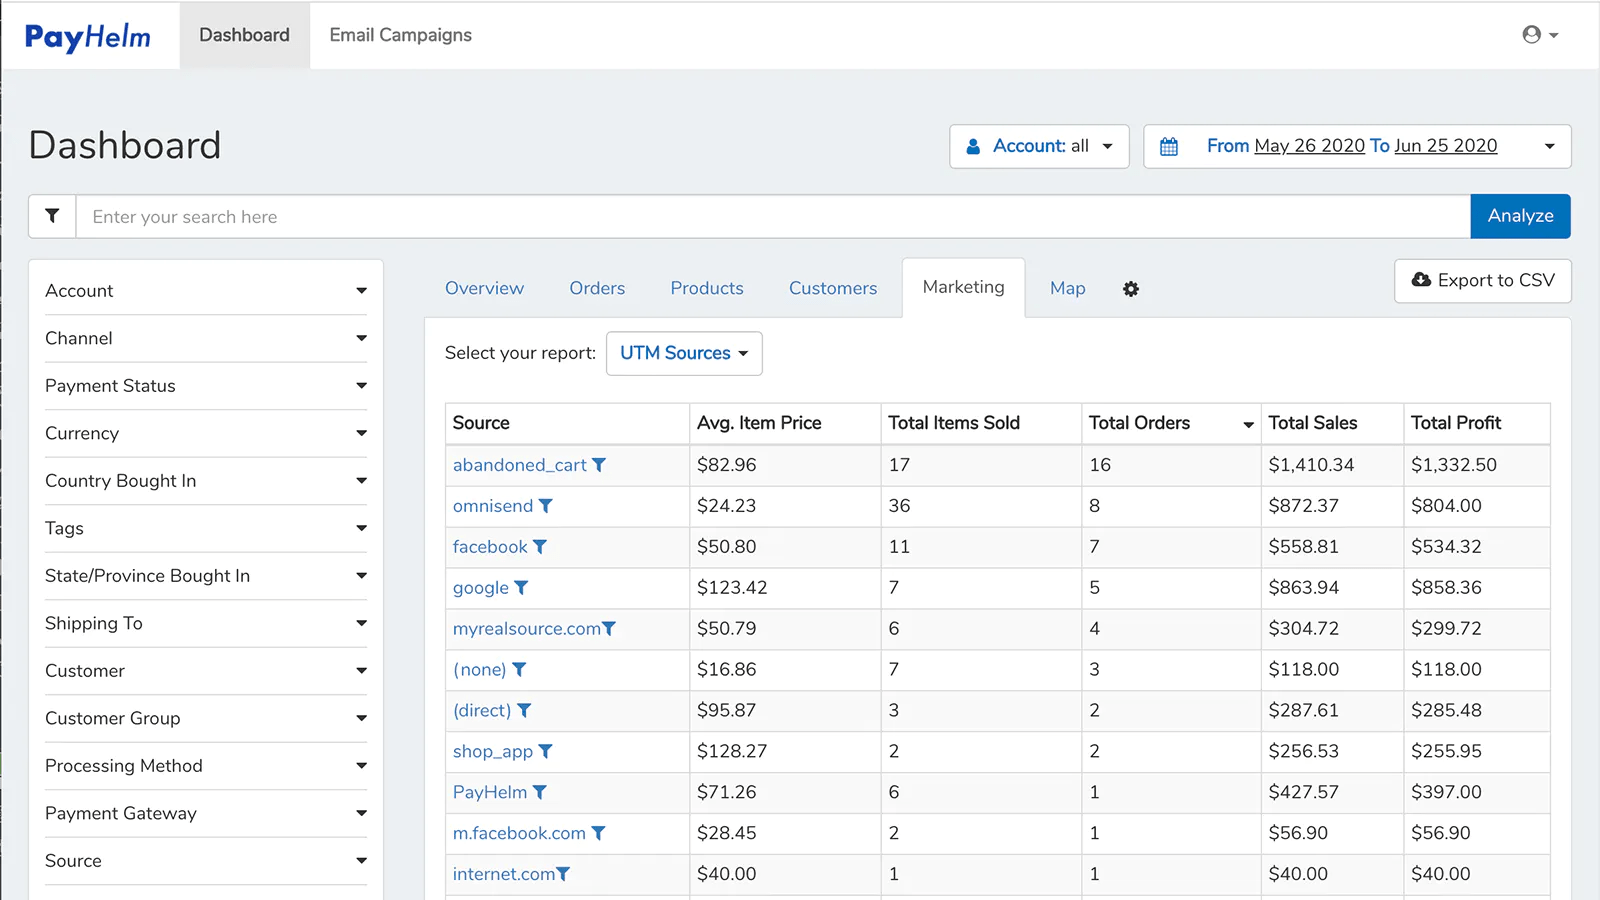 PayHelm Dashboard Email Campaigns
Dashboard
Account: all From May 26 2020 To Jun 25 2020
Enter your search here Analyze
Account
Channel
Payment Status
Currency
Country Bought In
Tags
State/Province Bought In
Shipping To
Customer
Customer Group
Processing Method
Payment Gateway
Source
Overview Orders Products Customers Marketing Map Export to CSV
Select your report: UTM Sources
Source Avg. Item Price Total Items Sold Total Orders Total Sales Total Profit
abandoned_cart $82.96 17 16 $1,410.34 $1,332.50
omnisend $24.23 36 8 $872.37 $804.00
facebook $50.80 11 7 $558.81 $534.32
google $123.42 7 5 $863.94 $858.36
myrealsource.com $50.79 6 4 $304.72 $299.72
(none) $16.86 7 3 $118.00 $118.00
(direct) $95.87 3 2 $287.61 $285.48
shop_app $128.27 2 2 $256.53 $255.95
PayHelm $71.26 6 1 $427.57 $397.00
m.facebook.com $28.45 2 1 $56.90 $56.90
internet.com $40.00 1 1 $40.00 $40.00